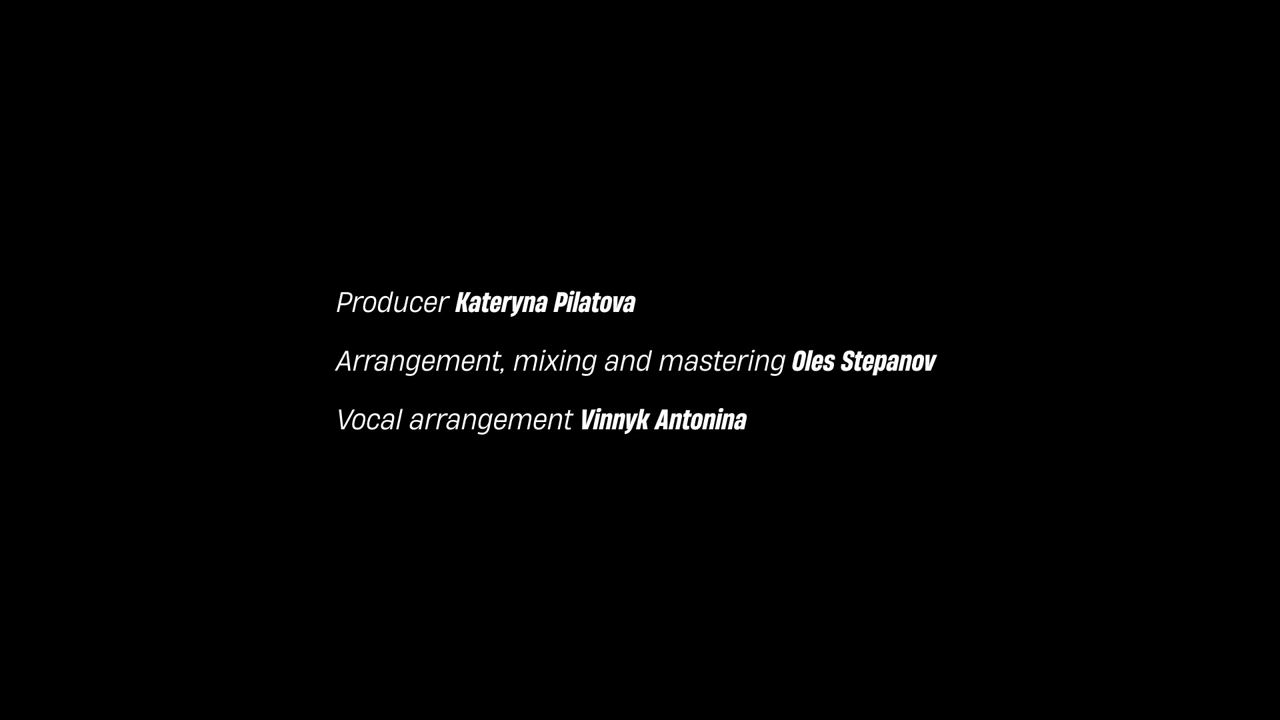 Producer Kateryna Pilatova
Arrangement, mixing and mastering Oles Stepanov
Vocal arrangement Vinnyk Antonina